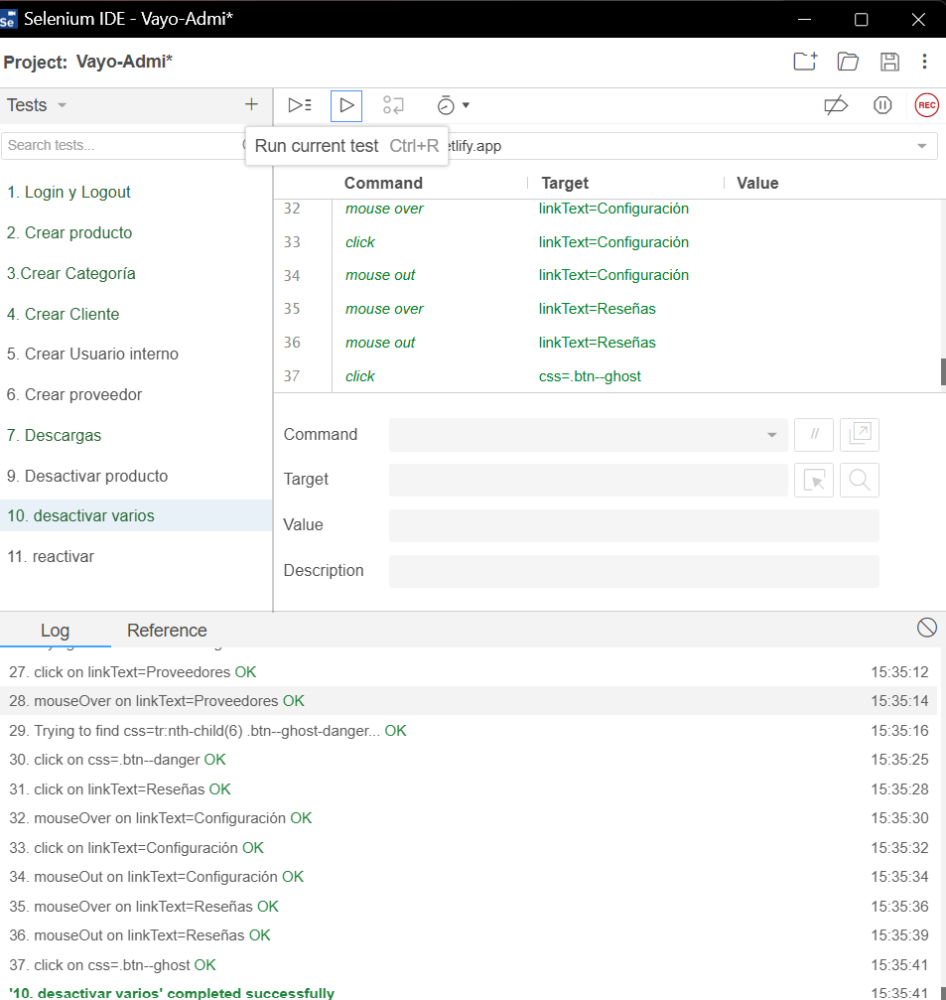 Se Selenium IDE - Vayo-Admi*
Project: Vayo-Admi*
Tests
REC
Search tests...
Run current test Ctrl+R
etlify.app
Command Target Value
1. Login y Logout
2. Crear producto
3.Crear Categoría
4. Crear Cliente
5. Crear Usuario interno
6. Crear proveedor
7. Descargas
9. Desactivar producto
10. desactivar varios
11. reactivar
32 mouse over linkText=Configuración
33 click linkText=Configuración
34 mouse out linkText=Configuración
35 mouse over linkText=Reseñas
36 mouse out linkText=Reseñas
37 click css=.btn--ghost
Command
//
Target
Value
Description
Log Reference
27. click on linkText=Proveedores OK 15:35:12
28. mouseOver on linkText=Proveedores OK 15:35:14
29. Trying to find css=tr:nth-child(6) .btn--ghost-danger... OK 15:35:16
30. click on css=.btn--danger OK 15:35:25
31. click on linkText=Reseñas OK 15:35:28
32. mouseOver on linkText=Configuración OK 15:35:30
33. click on linkText=Configuración OK 15:35:32
34. mouseOut on linkText=Configuración OK 15:35:34
35. mouseOver on linkText=Reseñas OK 15:35:36
36. mouseOut on linkText=Reseñas OK 15:35:39
37. click on css=.btn--ghost OK 15:35:41
'10. desactivar varios' completed successfully 15:35:41